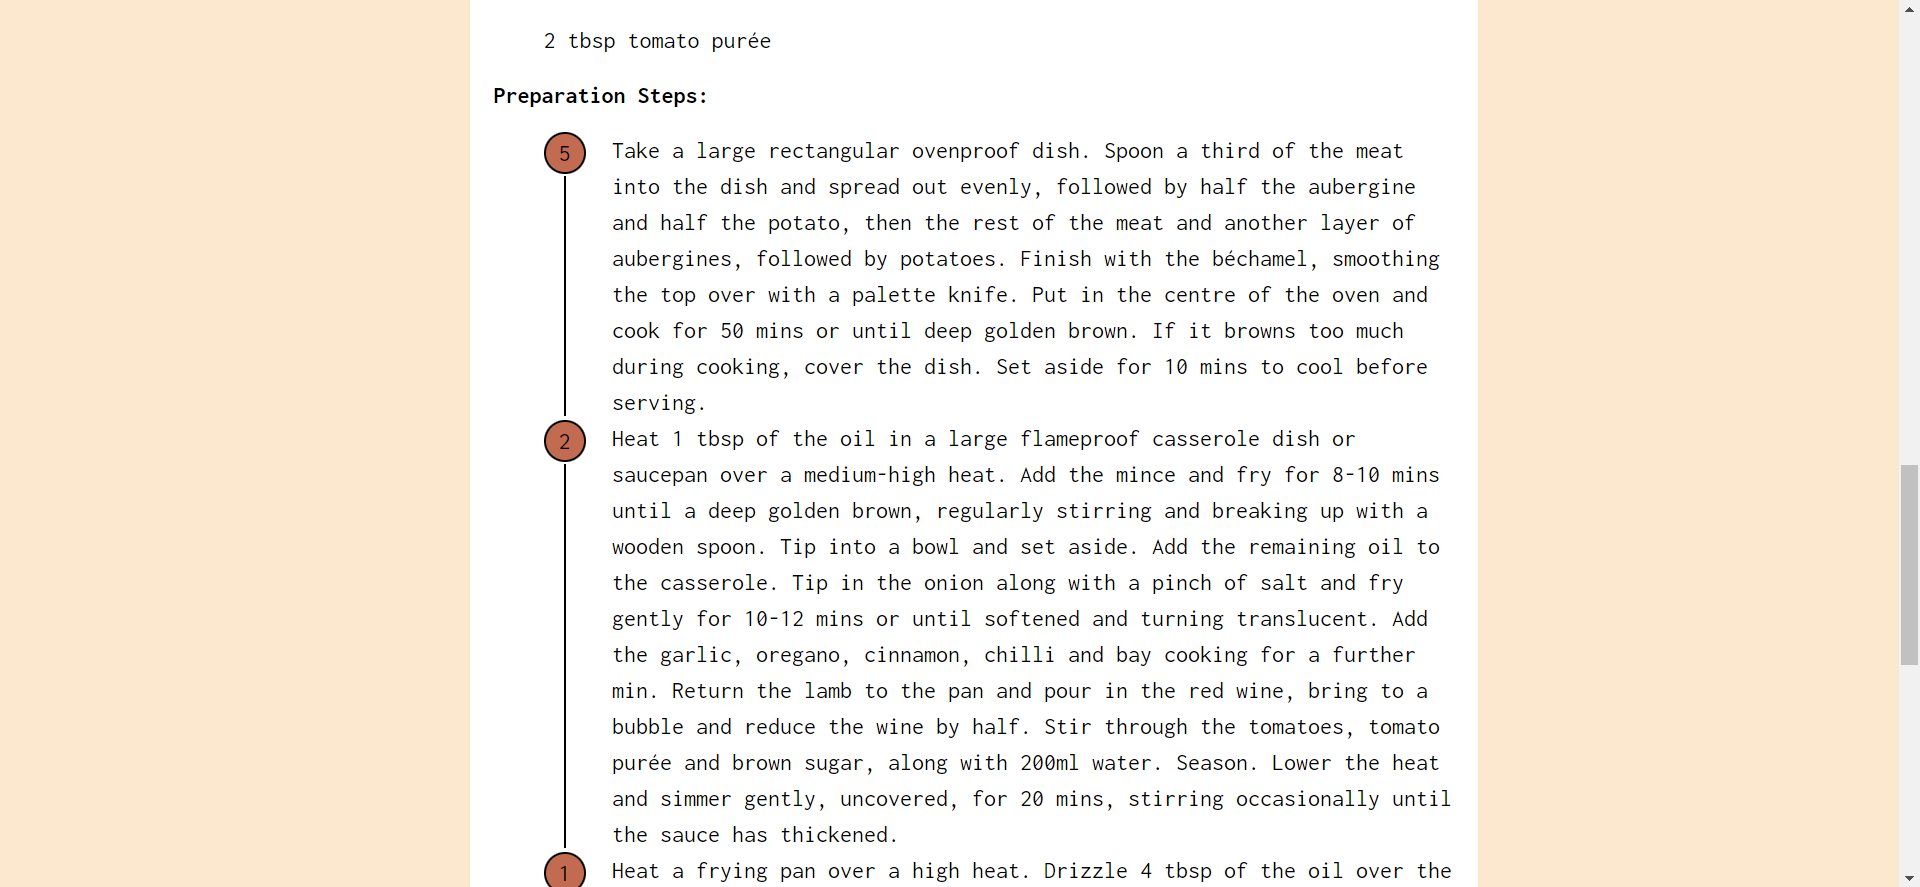 2 tbsp tomato purée
Preparation Steps:
5
Take a large rectangular ovenproof dish. Spoon a third of the meat
into the dish and spread out evenly, followed by half the aubergine
and half the potato, then the rest of the meat and another layer of
aubergines, followed by potatoes. Finish with the béchamel, smoothing
the top over with a palette knife. Put in the centre of the oven and
cook for 50 mins or until deep golden brown. If it browns too much
during cooking, cover the dish. Set aside for 10 mins to cool before
serving.
2
Heat 1 tbsp of the oil in a large flameproof casserole dish or
saucepan over a medium-high heat. Add the mince and fry for 8-10 mins
until a deep golden brown, regularly stirring and breaking up with a
wooden spoon. Tip into a bowl and set aside. Add the remaining oil to
the casserole. Tip in the onion along with a pinch of salt and fry
gently for 10-12 mins or until softened and turning translucent. Add
the garlic, oregano, cinnamon, chilli and bay cooking for a further
min. Return the lamb to the pan and pour in the red wine, bring to a
bubble and reduce the wine by half. Stir through the tomatoes, tomato
purée and brown sugar, along with 200ml water. Season. Lower the heat
and simmer gently, uncovered, for 20 mins, stirring occasionally until
the sauce has thickened.
1
Heat a frying pan over a high heat. Drizzle 4 tbsp of the oil over the